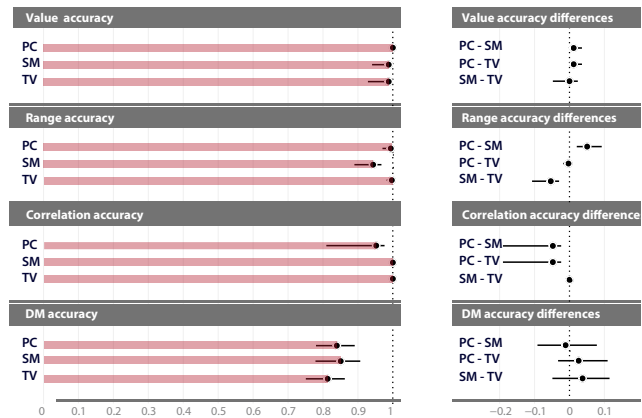 Value accuracy
PC
SM
TV
Range accuracy
PC
SM
TV
Correlation accuracy
PC
SM
TV
DM accuracy
PC
SM
TV
0 0.1 0.2 0.3 0.4 0.5 0.6 0.7 0.8 0.9 1
Value accuracy differences
PC - SM
PC - TV
SM - TV
Range accuracy differences
PC - SM
PC - TV
SM - TV
Correlation accuracy difference
PC - SM
PC - TV
SM - TV
DM accuracy differences
PC - SM
PC - TV
SM - TV
−0.2 −0.1 0 0.1